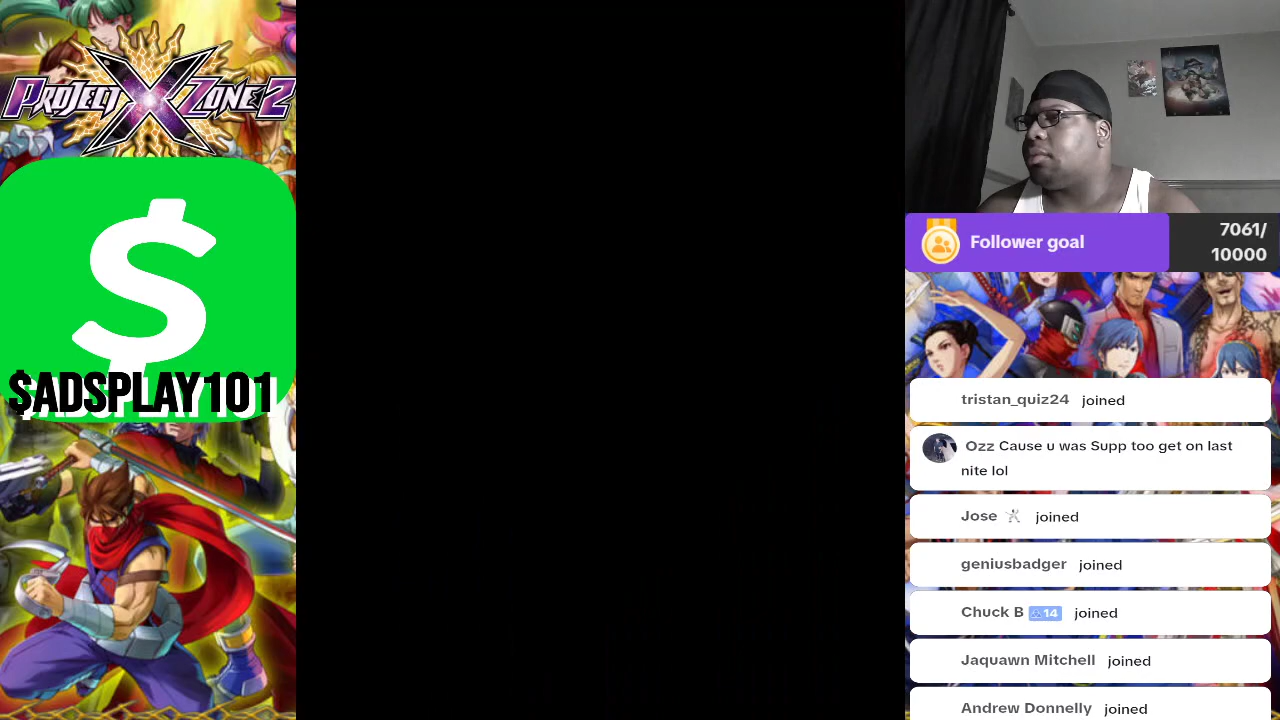 PROJECT X ZONE 2
$
$ADSPLAY101
Follower goal
7061/
10000
tristan_quiz24 joined
Ozz Cause u was Supp too get on last
nite lol
Jose joined
geniusbadger joined
Chuck B 14 joined
Jaquawn Mitchell joined
Andrew Donnelly joined